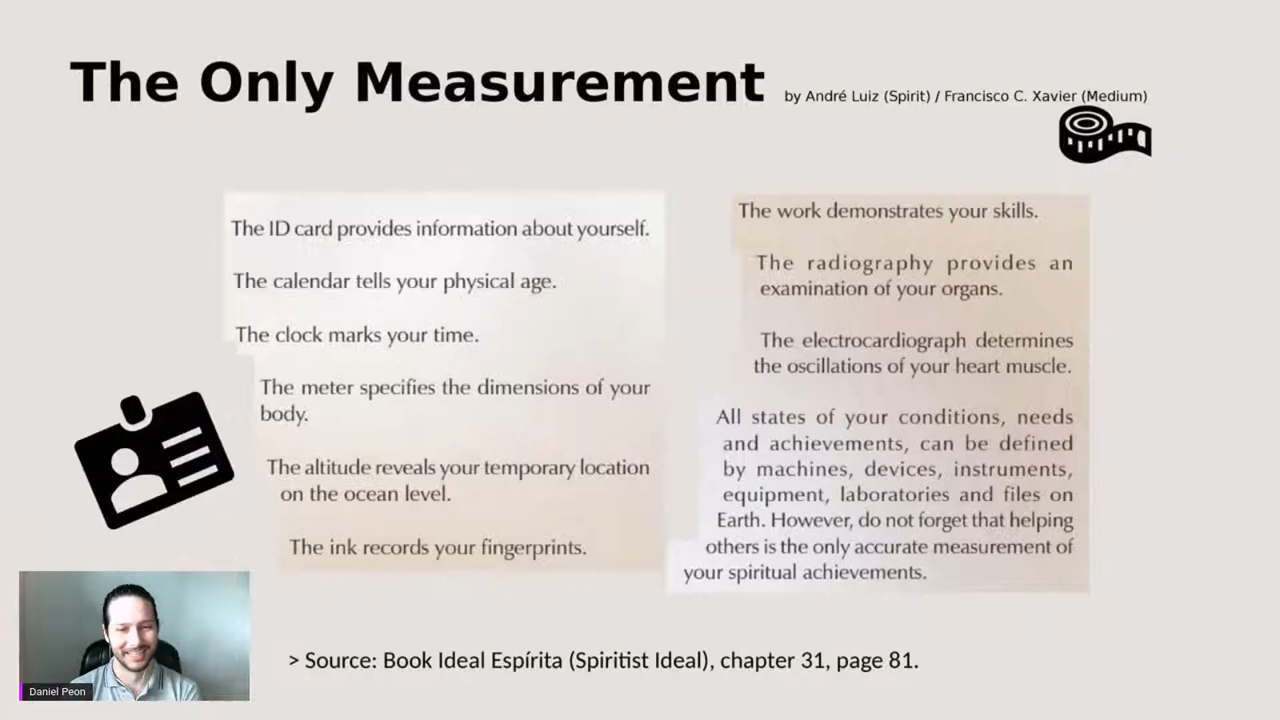 The Only Measurement by André Luiz (Spirit) / Francisco C. Xavier (Medium)
The ID card provides information about yourself.
The calendar tells your physical age.
The clock marks your time.
The meter specifies the dimensions of your
body.
The altitude reveals your temporary location
on the ocean level.
The ink records your fingerprints.
The work demonstrates your skills.
The radiography provides an
examination of your organs.
The electrocardiograph determines
the oscillations of your heart muscle.
All states of your conditions, needs
and achievements, can be defined
by machines, devices, instruments,
equipment, laboratories and files on
Earth. However, do not forget that helping
others is the only accurate measurement of
your spiritual achievements.
Daniel Peon
> Source: Book Ideal Espírita (Spiritist Ideal), chapter 31, page 81.